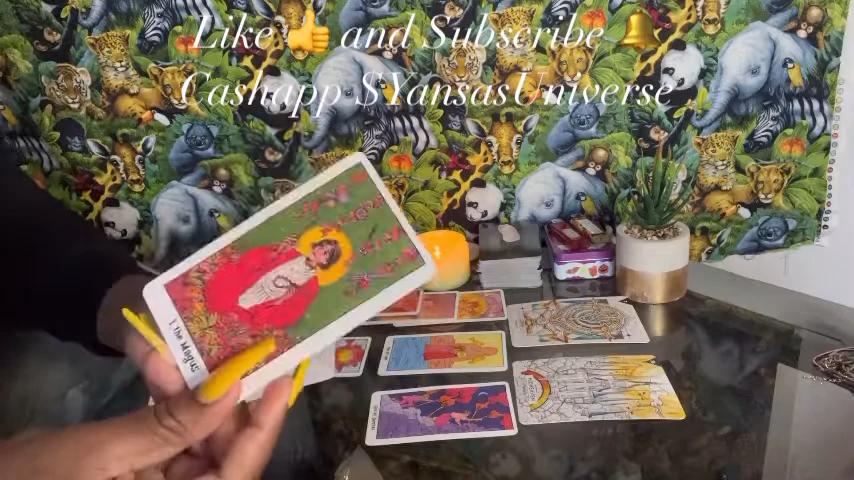 Like 👍 and Subscribe 🔔
Cashapp $YansasUniverse
I. The Magus